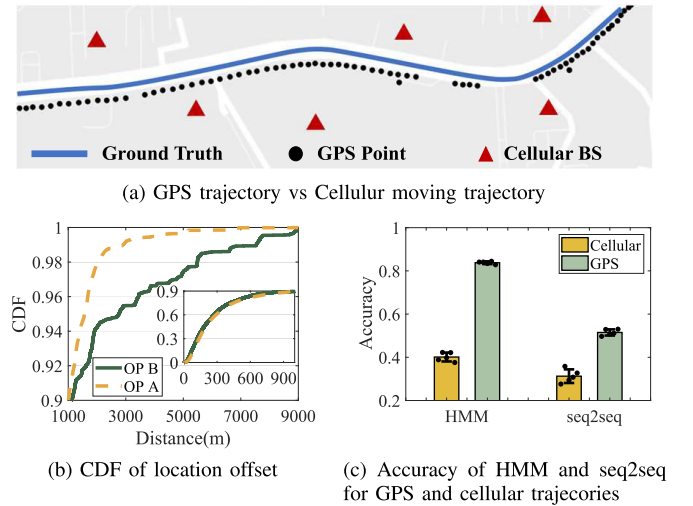 Ground Truth GPS Point Cellular BS
(a) GPS trajectory vs Cellulur moving trajectory
CDF
1
0.98
0.96
0.94
0.92
0.9
0.9
0.6
0.3
0
0 300 600 900
OP B
OP A
1000 3000 5000 7000 9000
Distance(m)
(b) CDF of location offset
Accuracy
1
0.8
0.6
0.4
0.2
Cellular
GPS
HMM seq2seq
(c) Accuracy of HMM and seq2seq
for GPS and cellular trajecories